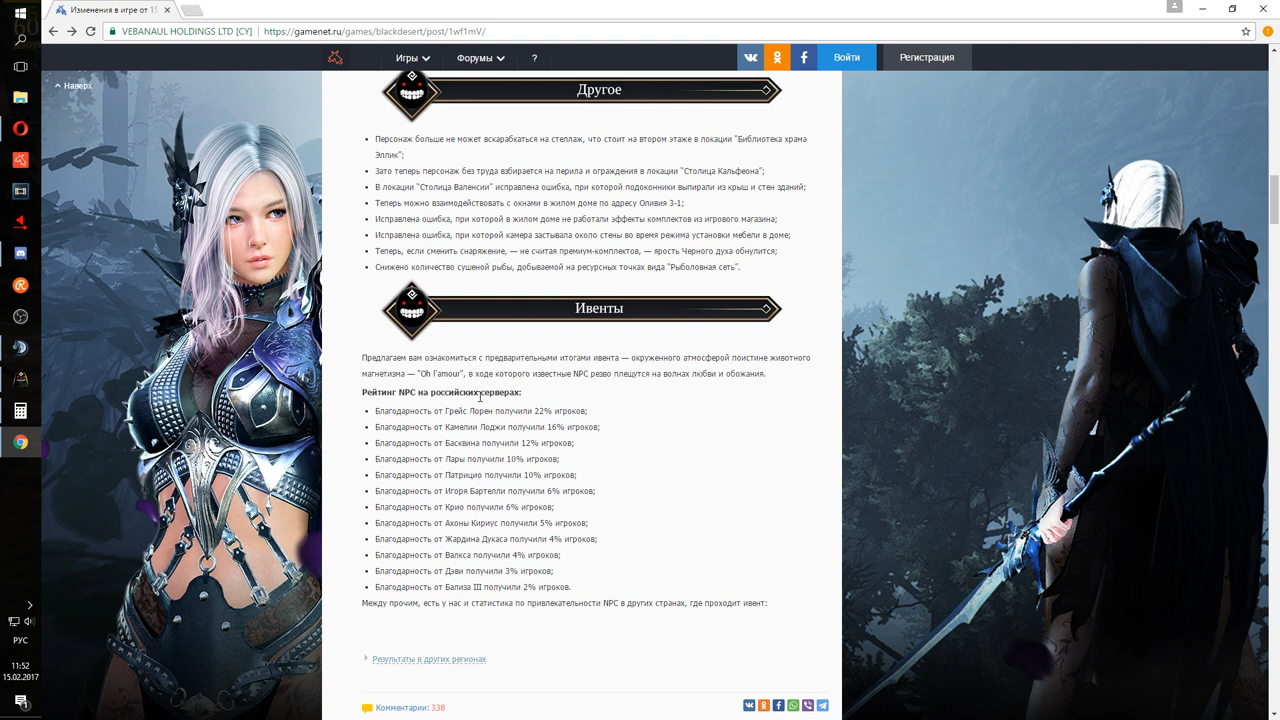 Изменения в игре от 15
VEBANAUL HOLDINGS LTD [CY] https://gamenet.ru/games/blackdesert/post/1wf1mV/
Игры Форумы ? Войти Регистрация
Наверх
Другое
Персонаж больше не может вскарабкаться на стеллаж, что стоит на втором этаже в локации "Библиотека храма
Эллик";
Зато теперь персонаж без труда взбирается на перила и ограждения в локации "Столица Кальфеона";
В локации "Столица Валенсии" исправлена ошибка, при которой подоконники выпирали из крыш и стен зданий;
Теперь можно взаимодействовать с окнами в жилом доме по адресу Оливия 3-1;
Исправлена ошибка, при которой в жилом доме не работали эффекты комплектов из игрового магазина;
Исправлена ошибка, при которой камера застывала около стены во время режима установки мебели в доме;
Теперь, если сменить снаряжение, — не считая премиум-комплектов, — ярость Черного духа обнулится;
Снижено количество сушеной рыбы, добываемой на ресурсных точках вида "Рыболовная сеть".
Ивенты
Предлагаем вам ознакомиться с предварительными итогами ивента — окруженного атмосферой поистине животного
магнетизма — "Oh l'amour", в ходе которого известные NPC резво плещутся на волнах любви и обожания.
Рейтинг NPC на российских серверах:
Благодарность от Грейс Лорен получили 22% игроков;
Благодарность от Камелии Лоджи получили 16% игроков;
Благодарность от Басквина получили 12% игроков;
Благодарность от Лары получили 10% игроков;
Благодарность от Патрицио получили 10% игроков;
Благодарность от Игоря Бартелли получили 6% игроков;
Благодарность от Крио получили 6% игроков;
Благодарность от Ахоны Кириус получили 5% игроков;
Благодарность от Жардина Дукаса получили 4% игроков;
Благодарность от Валкса получили 4% игроков;
Благодарность от Дэви получили 3% игроков;
Благодарность от Бализа III получили 2% игроков.
Между прочим, есть у нас и статистика по привлекательности NPC в других странах, где проходит ивент:
Результаты в других регионах
Комментарии: 338
РУС
11:52
15.02.2017